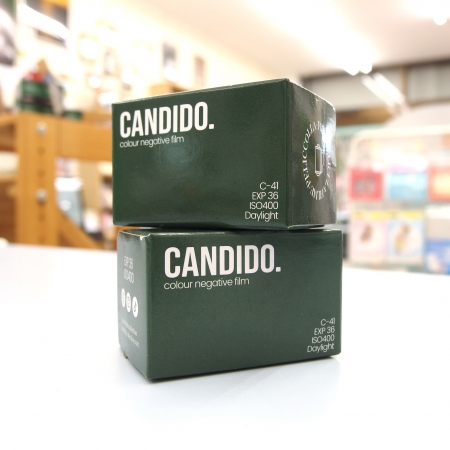 CANDIDO.
colour negative film
C-41
EXP 36
ISO400
Daylight
CANDIDO.
colour negative film
C-41
EXP 36
ISO400
Daylight
EXP 36
ISO400